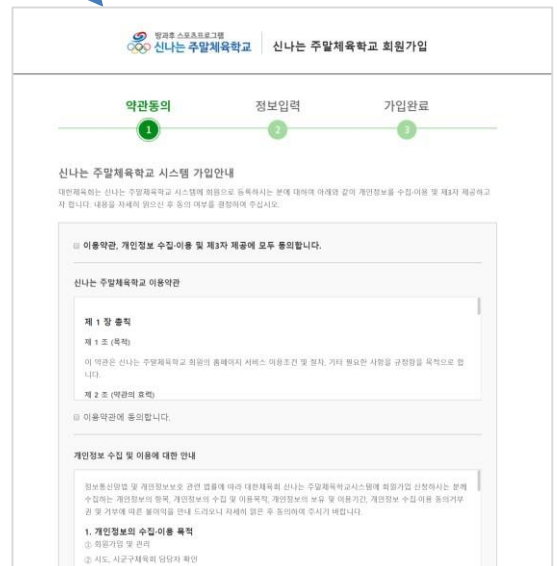 방과후 스포츠프로그램
신나는 주말체육학교
신나는 주말체육학교 회원가입
약관동의 정보입력 가입완료
1 2 3
신나는 주말체육학교 시스템 가입안내
대한체육회는 신나는 주말체육학교 시스템에 회원으로 등록하시는 분에 대하여 아래와 같이 개인정보를 수집·이용 및 제3자 제공하고
자 합니다. 내용을 자세히 읽으신 후 동의 여부를 결정하여 주십시오.
이용약관, 개인정보 수집·이용 및 제3자 제공에 모두 동의합니다.
신나는 주말체육학교 이용약관
제 1 장 총칙
제 1 조 (목적)
이 약관은 신나는 주말체육학교 회원의 홈페이지 서비스 이용조건 및 절차, 기타 필요한 사항을 규정함을 목적으로 합
니다.
제 2 조 (약관의 효력)
이용약관에 동의합니다.
개인정보 수집 및 이용에 대한 안내
정보통신망법 및 개인정보보호 관련 법률에 따라 대한체육회 신나는 주말체육학교시스템에 회원가입 신청하시는 분께
수집하는 개인정보의 항목, 개인정보의 수집 및 이용목적, 개인정보의 보유 및 이용기간, 개인정보 수집·이용 동의거부
권 및 거부에 따른 불이익을 안내 드리오니 자세히 읽은 후 동의하여 주시기 바랍니다.
1. 개인정보의 수집·이용 목적
① 회원가입 및 관리
② 시도, 시군구체육회 담당자 확인